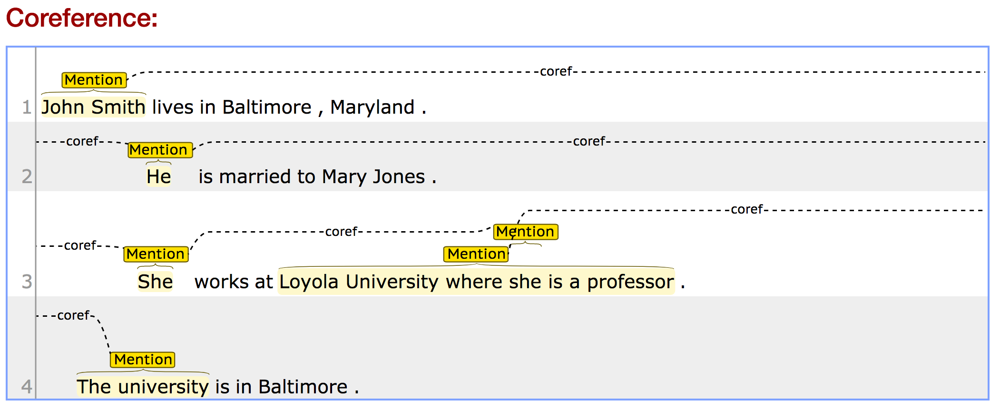 Coreference:
coref
Mention
1 John Smith lives in Baltimore , Maryland .
coref coref
Mention
2 He is married to Mary Jones .
coref
coref Mention
coref Mention Mention
3 She works at Loyola University where she is a professor .
coref
Mention
4 The university is in Baltimore .